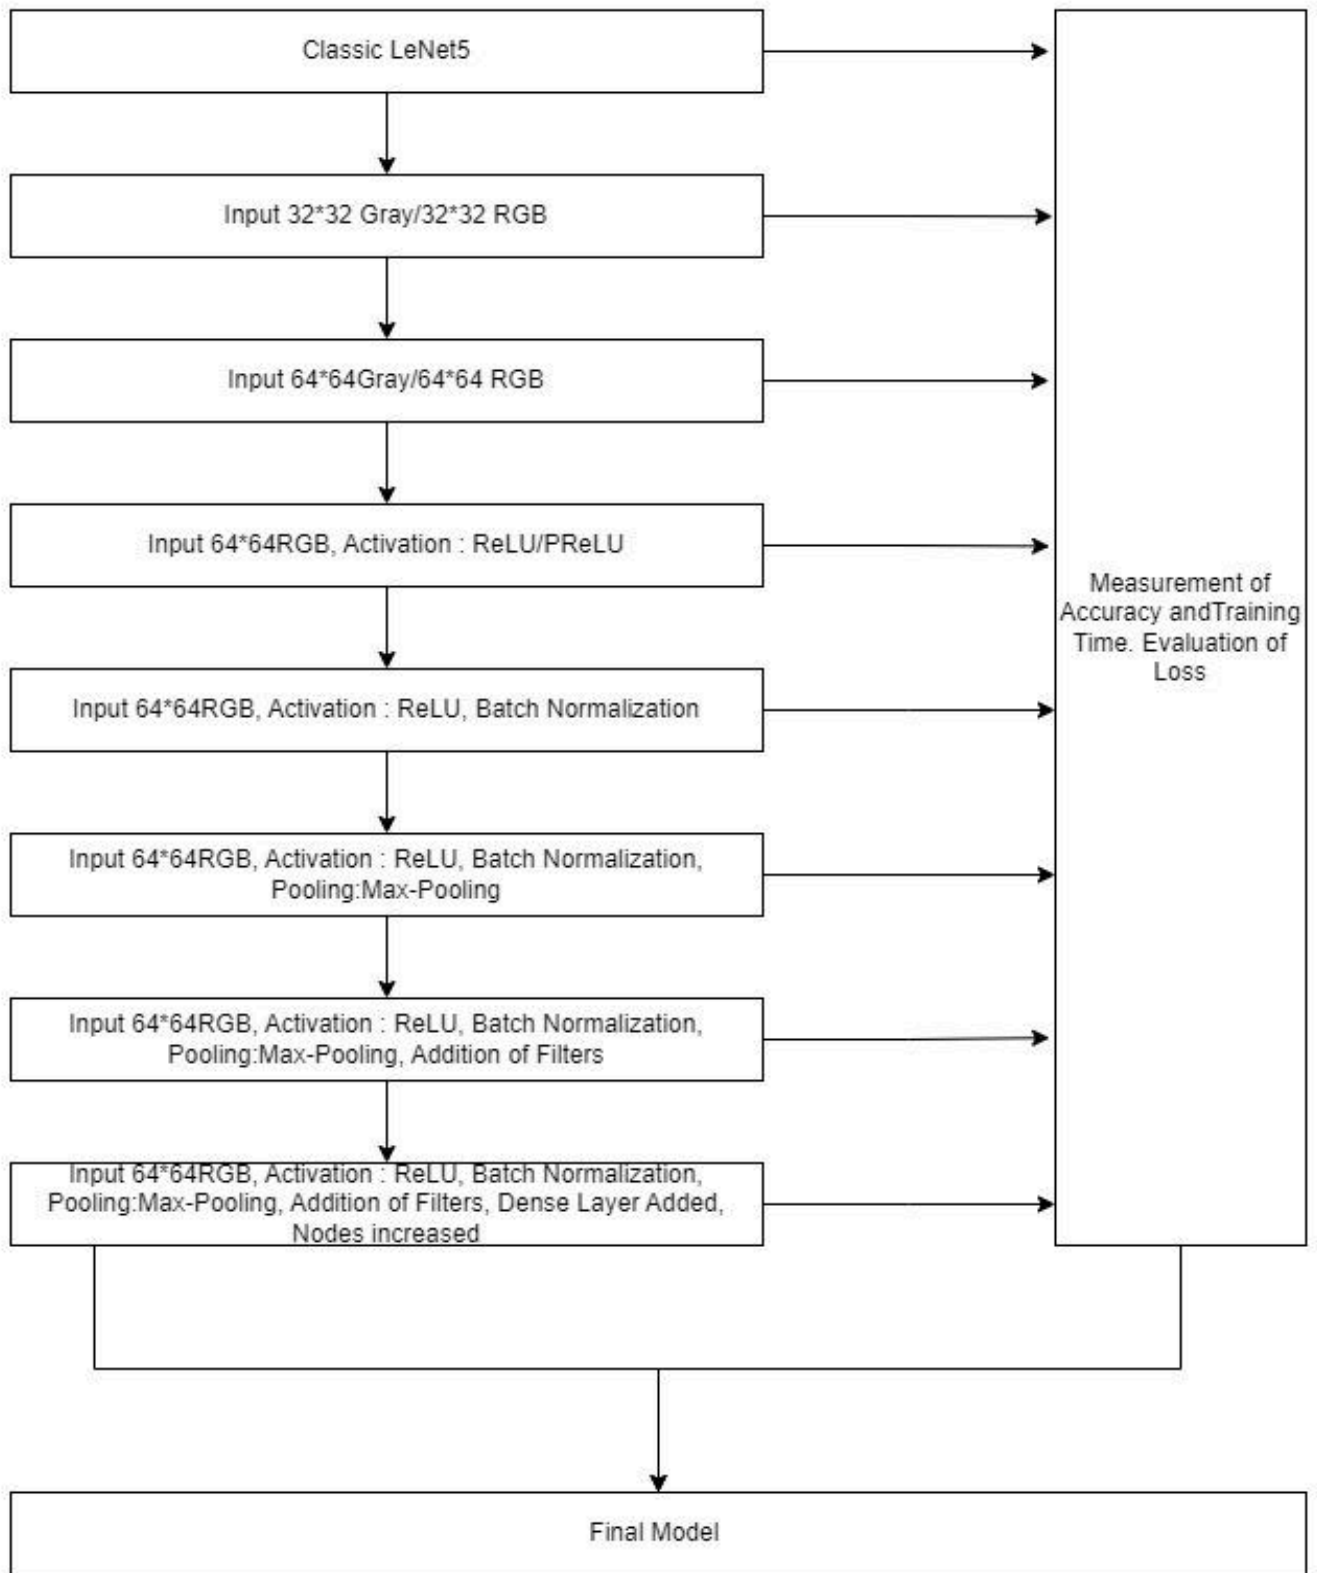 Classic LeNet5
Input 32*32 Gray/32*32 RGB
Input 64*64Gray/64*64 RGB
Input 64*64RGB, Activation : ReLU/PReLU
Input 64*64RGB, Activation : ReLU, Batch Normalization
Input 64*64RGB, Activation : ReLU, Batch Normalization,
Pooling:Max-Pooling
Input 64*64RGB, Activation : ReLU, Batch Normalization,
Pooling:Max-Pooling, Addition of Filters
Input 64*64RGB, Activation : ReLU, Batch Normalization,
Pooling:Max-Pooling, Addition of Filters, Dense Layer Added,
Nodes increased
Measurement of
Accuracy andTraining
Time. Evaluation of
Loss
Final Model